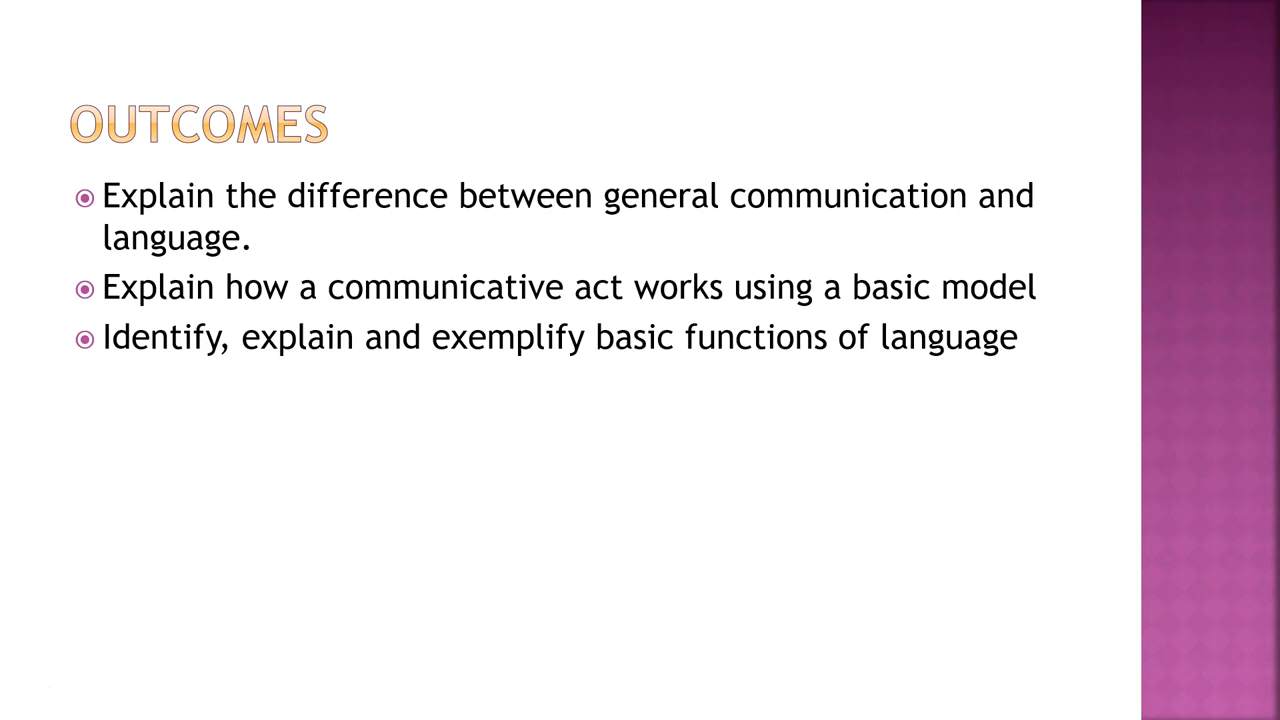 OUTCOMES
Explain the difference between general communication and
language.
Explain how a communicative act works using a basic model
Identify, explain and exemplify basic functions of language